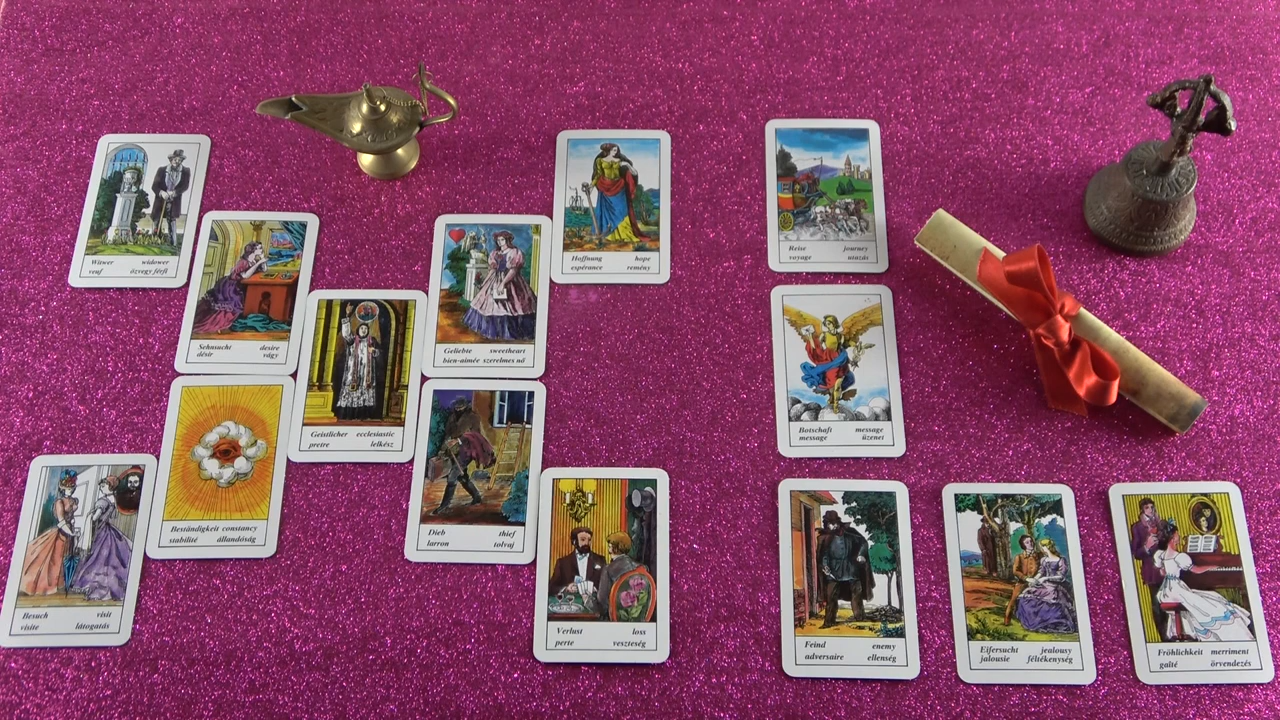 Witwer widower
veuf özvegy férfi
Sehnsucht desire
désir vágy
Geistlicher ecclesiastic
pretre lelkész
Geliebte sweetheart
bien-aimée szerelmes nő
Hoffnung hope
espérance remény
Besuch visit
visite látogatás
Beständigkeit constancy
stabilité állandóság
Dieb thief
larron tolvaj
Verlust loss
perte veszteség
Reise journey
voyage utazás
Botschaft message
message üzenet
Feind enemy
adversaire ellenség
Eifersucht jealousy
jalousie féltékenység
Fröhlichkeit merriment
gaîté örvendezés